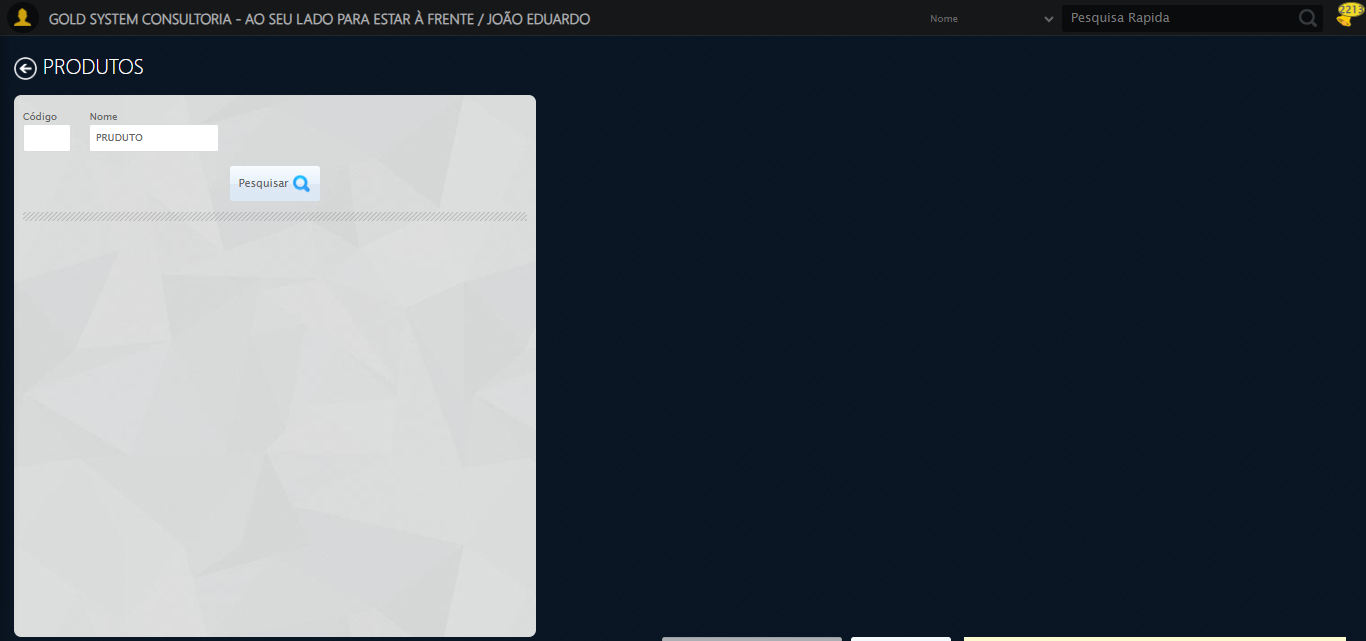 GOLD SYSTEM CONSULTORIA - AO SEU LADO PARA ESTAR À FRENTE / JOÃO EDUARDO
Nome
Pesquisa Rapida
2213
PRODUTOS
Código
Nome
PRUDUTO
Pesquisar